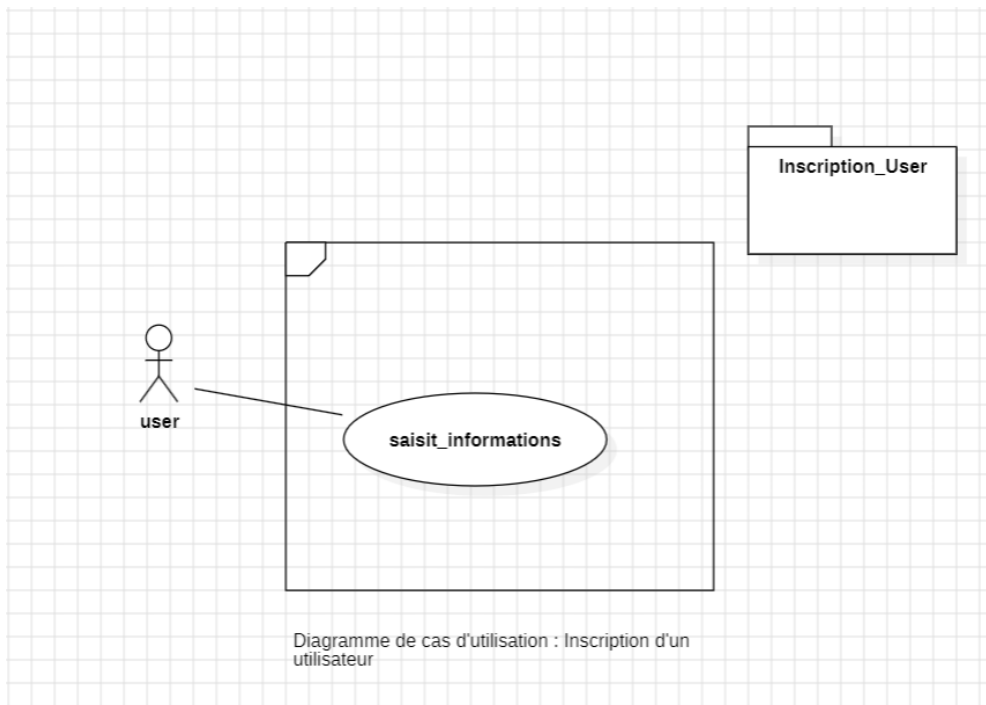 Inscription_User
user
saisit_informations
Diagramme de cas d'utilisation : Inscription d'un
utilisateur